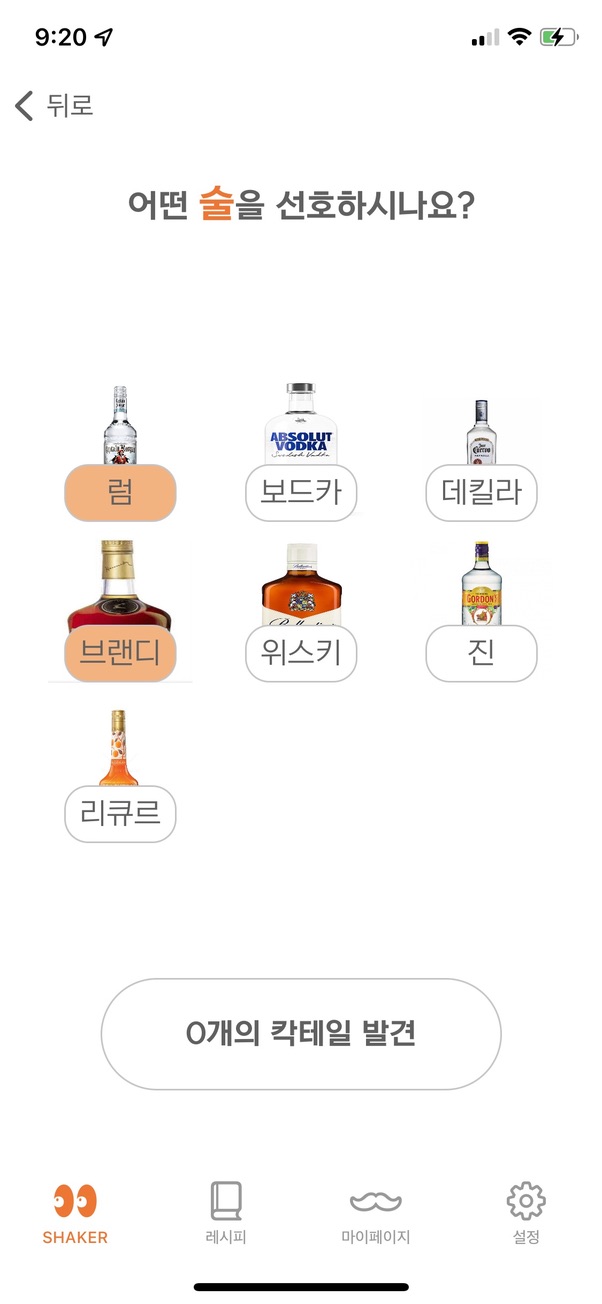 9:20
뒤로
어떤 술을 선호하시나요?
ABSOLUT
VODKA
럼
보드카
데킬라
GORDON'S
브랜디
위스키
진
리큐르
0개의 칵테일 발견
SHAKER
레시피
마이페이지
설정